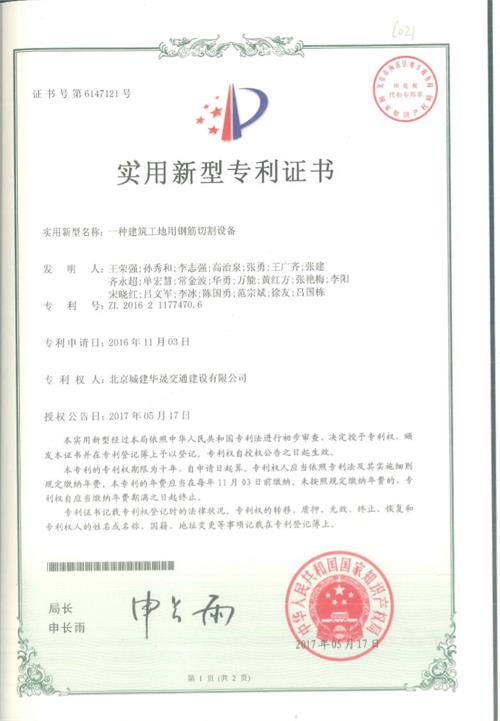 1021
证书号第6147121号
实用新型专利证书
实用新型名称：一种建筑工地用钢筋切割设备
发 明 人：王荣强;孙秀和;李志强;高治泉;张勇;王广齐;张建
齐永超;单宏慧;常金波;华勇;万能;黄红方;张艳梅;李阳
宋晓红;吕文军;李冰;陈国勇;范宗斌;徐友;吕国栋
专 利 号：ZL 2016 2 1177470.6
专利申请日：2016年11月03日
专 利 权 人：北京城建华晟交通建设有限公司
授权公告日：2017年05月17日
本实用新型经过本局依照中华人民共和国专利法进行初步审查，决定授予专利权，颁
发本证书并在专利登记簿上予以登记。专利权自授权公告之日起生效。
本专利的专利权期限为十年，自申请日起算。专利权人应当依照专利法及其实施细则
规定缴纳年费。本专利的年费应当在每年11月03日前缴纳。未按照规定缴纳年费的，专
利权自应当缴纳年费期满之日起终止。
专利证书记载专利权登记时的法律状况。专利权的转移、质押、无效、终止、恢复和
专利权人的姓名或名称、国籍、地址变更等事项记载在专利登记簿上。
局长
申长雨
申长雨
中华人民共和国国家知识产权局
2017年05月17日
第1页(共2页)